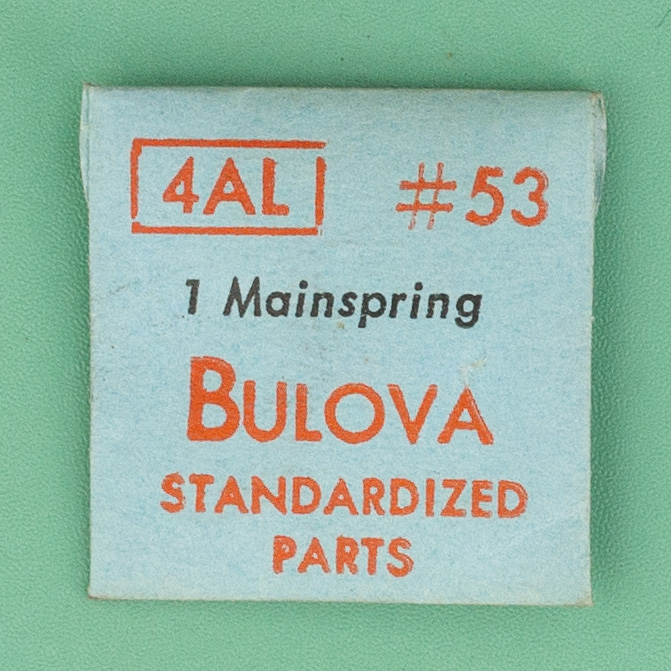 4AL #53
1 Mainspring
BULOVA
STANDARDIZED
PARTS